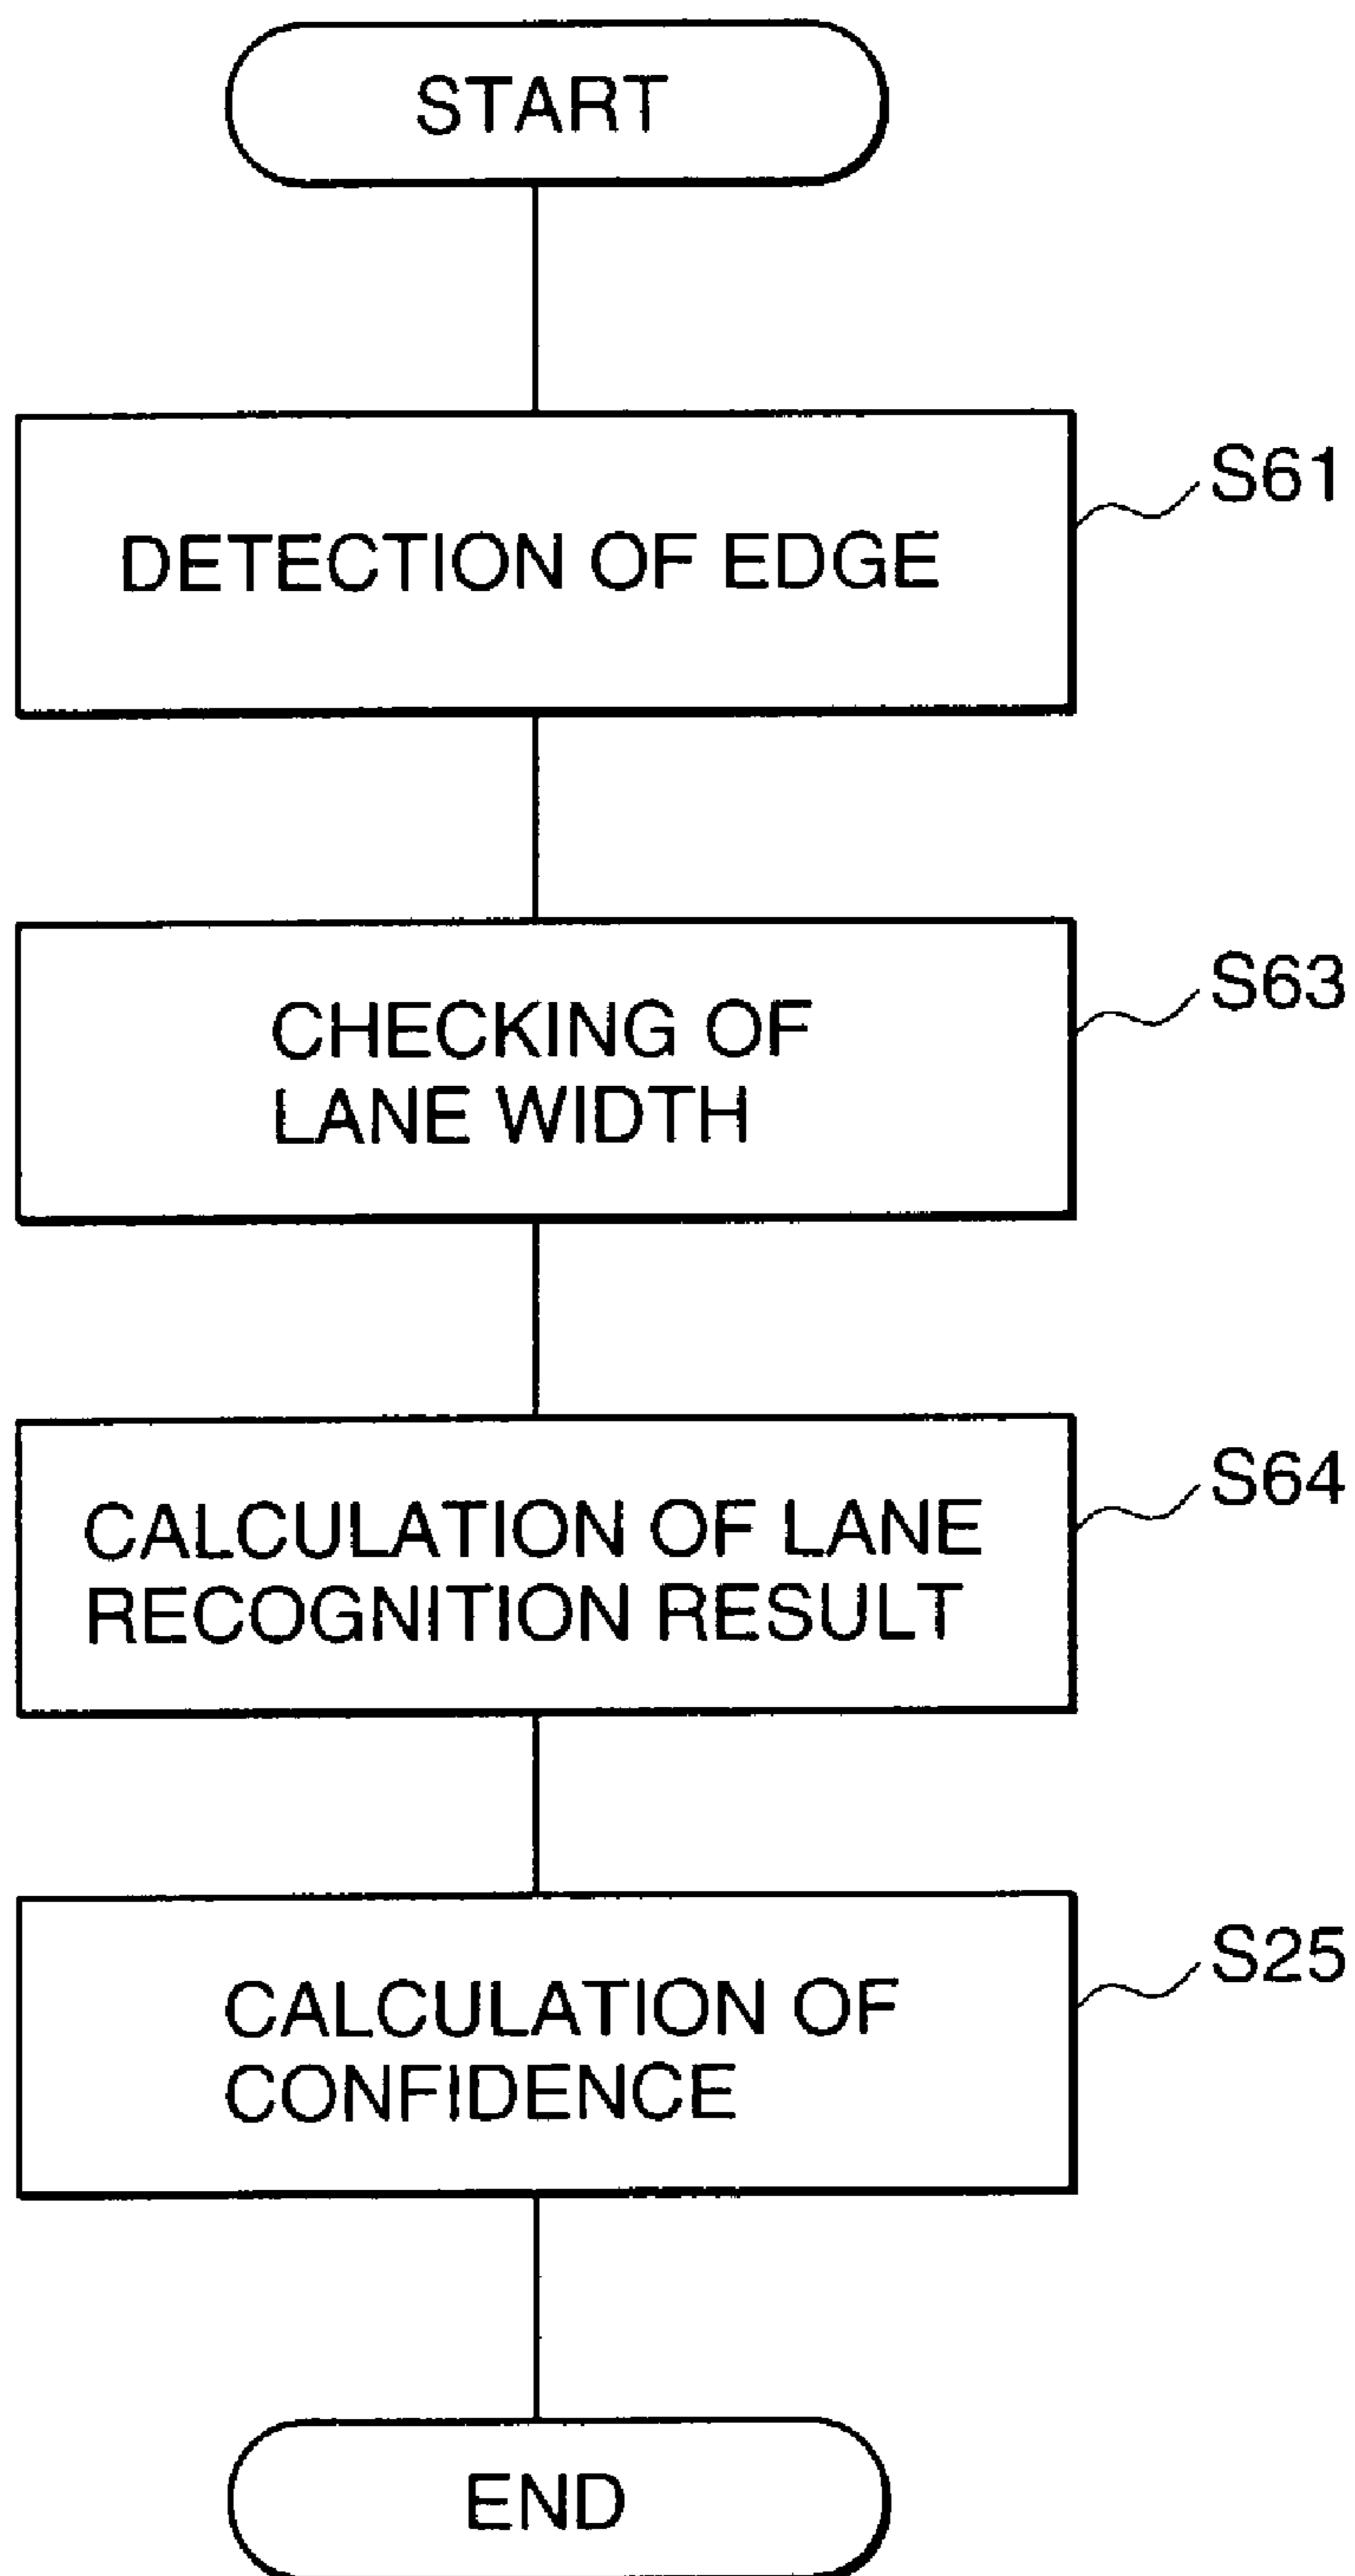 START
DETECTION OF EDGE
S61
CHECKING OF
LANE WIDTH
S63
CALCULATION OF LANE
RECOGNITION RESULT
S64
CALCULATION OF
CONFIDENCE
S25
END